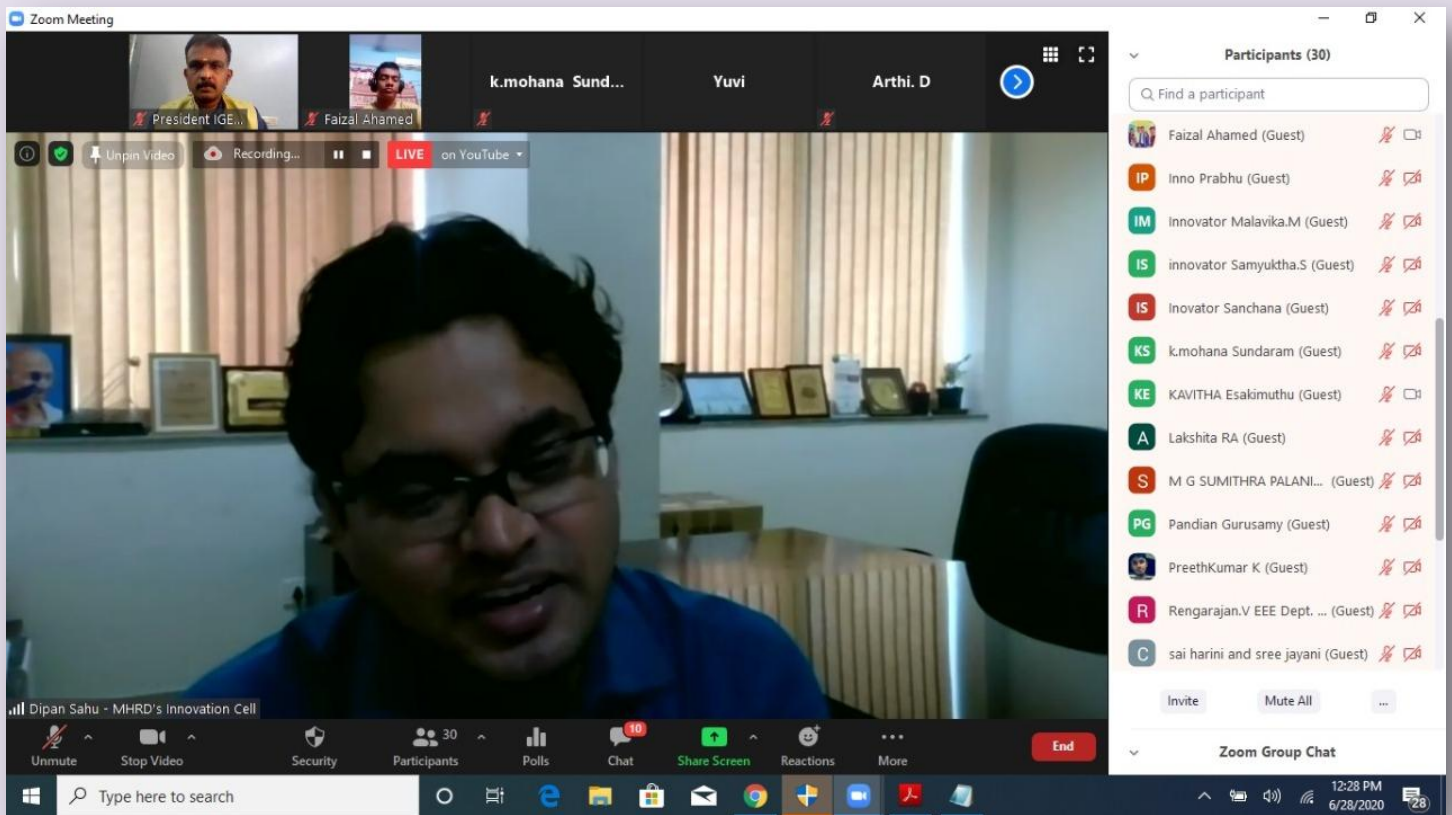 Zoom Meeting
President IGE...
Faizal Ahamed
k.mohana Sund...
Yuvi
Arthi. D
Unpin Video
Recording...
LIVE on YouTube
Dipan Sahu - MHRD's Innovation Cell
Participants (30)
Find a participant
Faizal Ahamed (Guest)
IP Inno Prabhu (Guest)
IM Innovator Malavika.M (Guest)
IS innovator Samyuktha.S (Guest)
IS Inovator Sanchana (Guest)
KS k.mohana Sundaram (Guest)
KE KAVITHA Esakimuthu (Guest)
A Lakshita RA (Guest)
S M G SUMITHRA PALANI... (Guest)
PG Pandian Gurusamy (Guest)
PreethKumar K (Guest)
R Rengarajan.V EEE Dept. ... (Guest)
C sai harini and sree jayani (Guest)
Invite Mute All ...
Zoom Group Chat
30
10
Unmute Stop Video Security Participants Polls Chat Share Screen Reactions More End
Type here to search
12:28 PM
6/28/2020
28